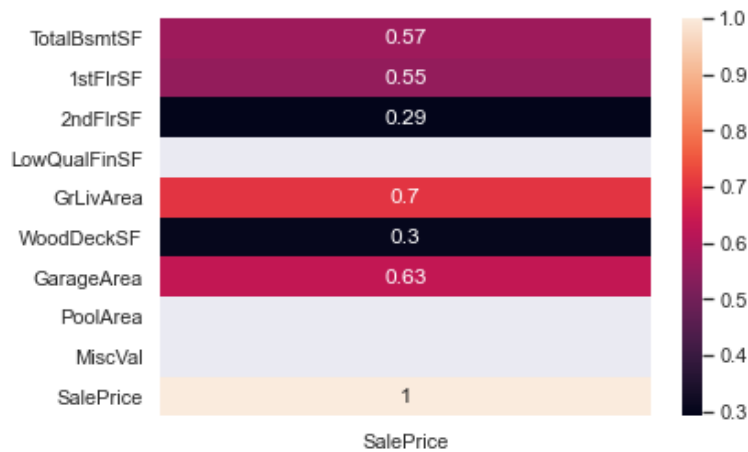 TotalBsmtSF 0.57
1stFlrSF 0.55
2ndFlrSF 0.29
LowQualFinSF
GrLivArea 0.7
WoodDeckSF 0.3
GarageArea 0.63
PoolArea
MiscVal
SalePrice 1
SalePrice
1.0
0.9
0.8
0.7
0.6
0.5
0.4
0.3